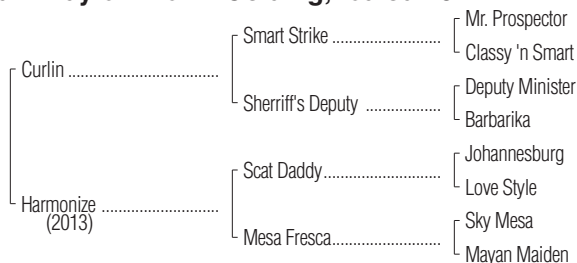 Mr. Prospector
Smart Strike ........................
Classy 'n Smart
Curlin .................................
Deputy Minister
Sherriff's Deputy ................
Barbarika
Johannesburg
Scat Daddy.........................
Love Style
Harmonize .........................
(2013)
Sky Mesa
Mesa Fresca.......................
Mayan Maiden